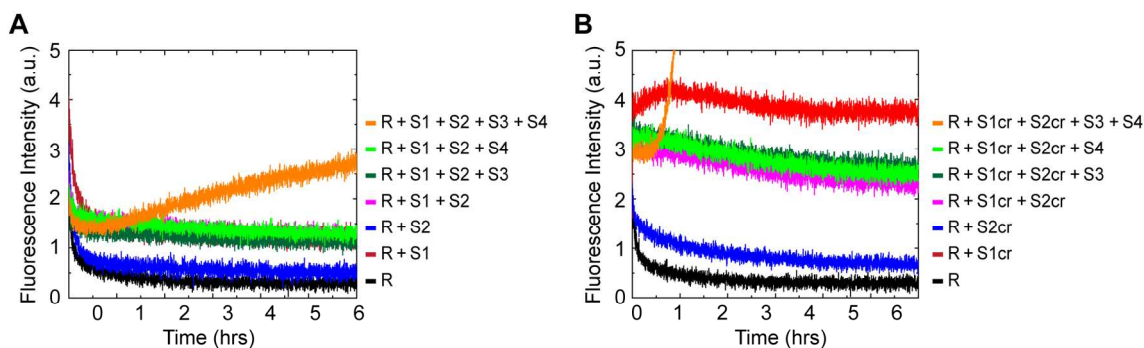 A
Fluorescence Intensity (a.u.)
5
4
3
2
1
0
0 1 2 3 4 5 6
Time (hrs)
R + S1 + S2 + S3 + S4
R + S1 + S2 + S4
R + S1 + S2 + S3
R + S1 + S2
R + S2
R + S1
R
B
Fluorescence Intensity (a.u.)
5
4
3
2
1
0
0 1 2 3 4 5 6
Time (hrs)
R + S1cr + S2cr + S3 + S4
R + S1cr + S2cr + S4
R + S1cr + S2cr + S3
R + S1cr + S2cr
R + S2cr
R + S1cr
R